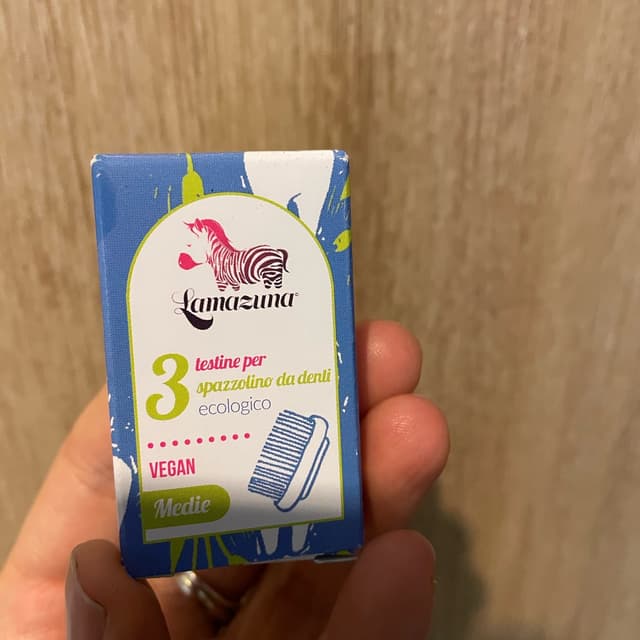 Lamazuna©
3
testine per
spazzolino da denti
ecologico
VEGAN
Medie